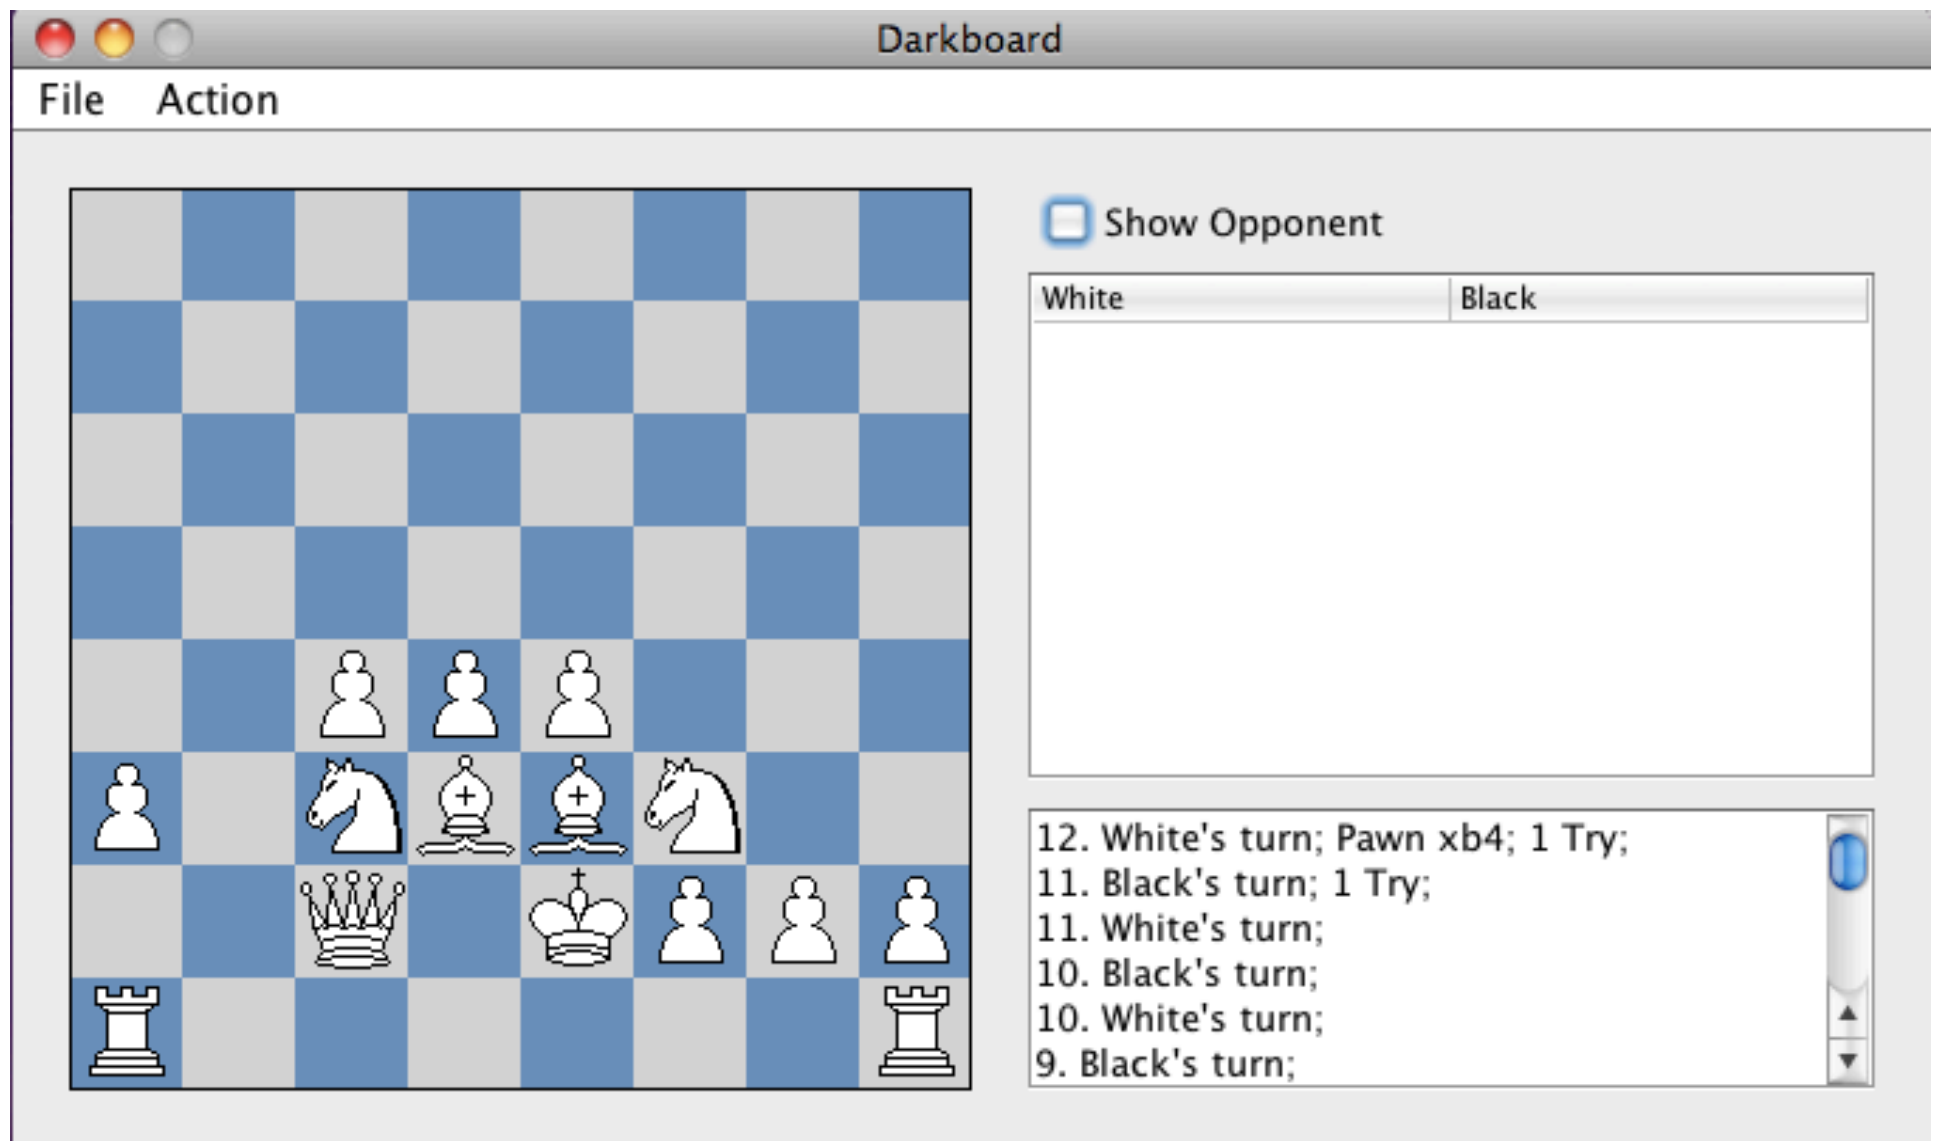 Darkboard
File Action
Show Opponent
White Black
12. White's turn; Pawn xb4; 1 Try;
11. Black's turn; 1 Try;
11. White's turn;
10. Black's turn;
10. White's turn;
9. Black's turn;